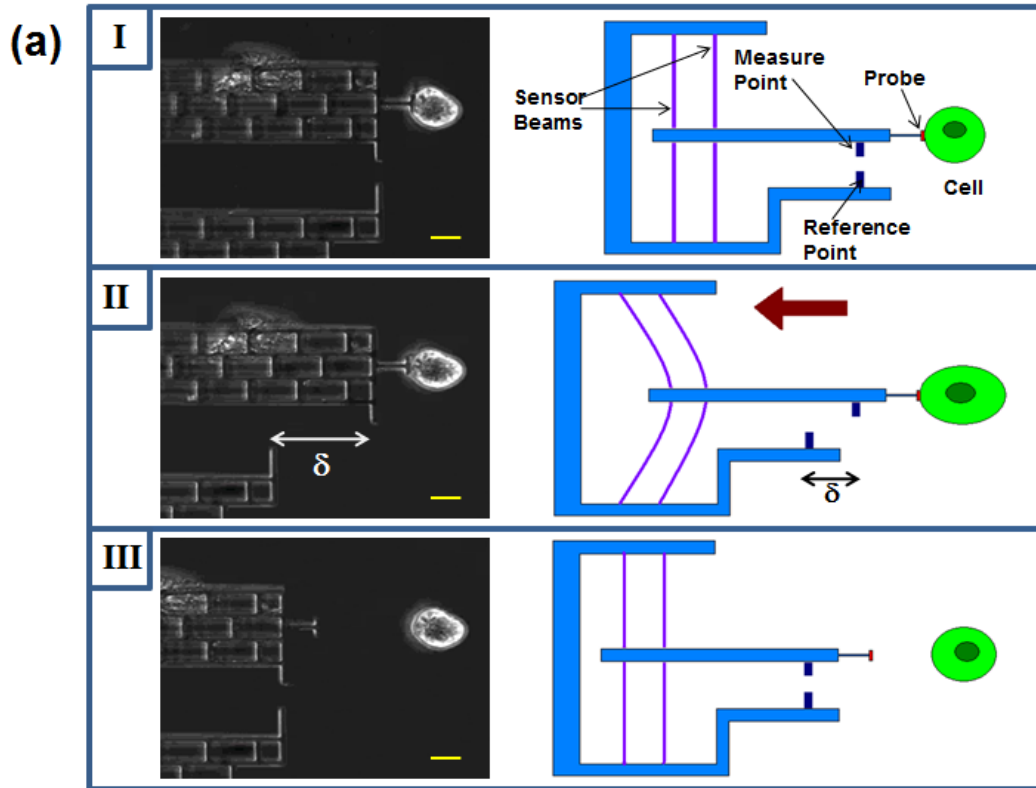 (a)
I
Sensor
Beams
Measure
Point
Probe
Cell
Reference
Point
II
δ
δ
III